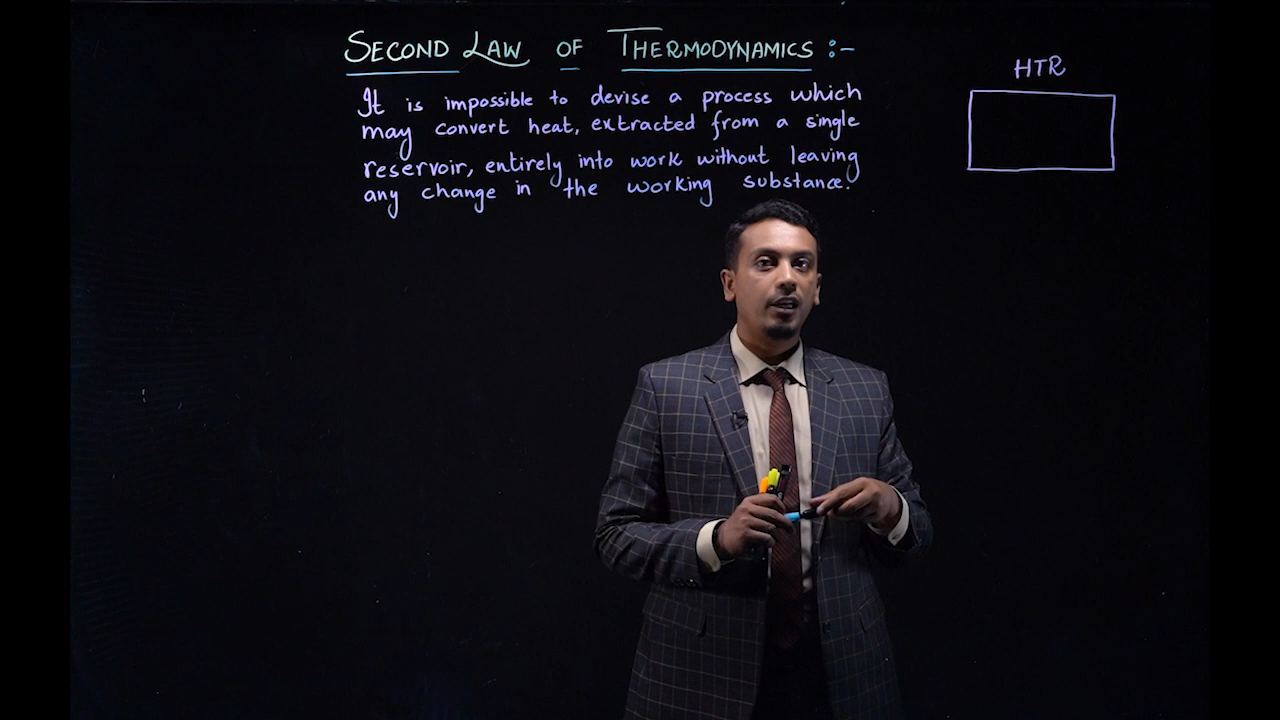 SECOND LAW OF THERMODYNAMICS :-
It is impossible to devise a process which
may convert heat, extracted from a single
reservoir, entirely into work without leaving
any change in the working substance.
HTR